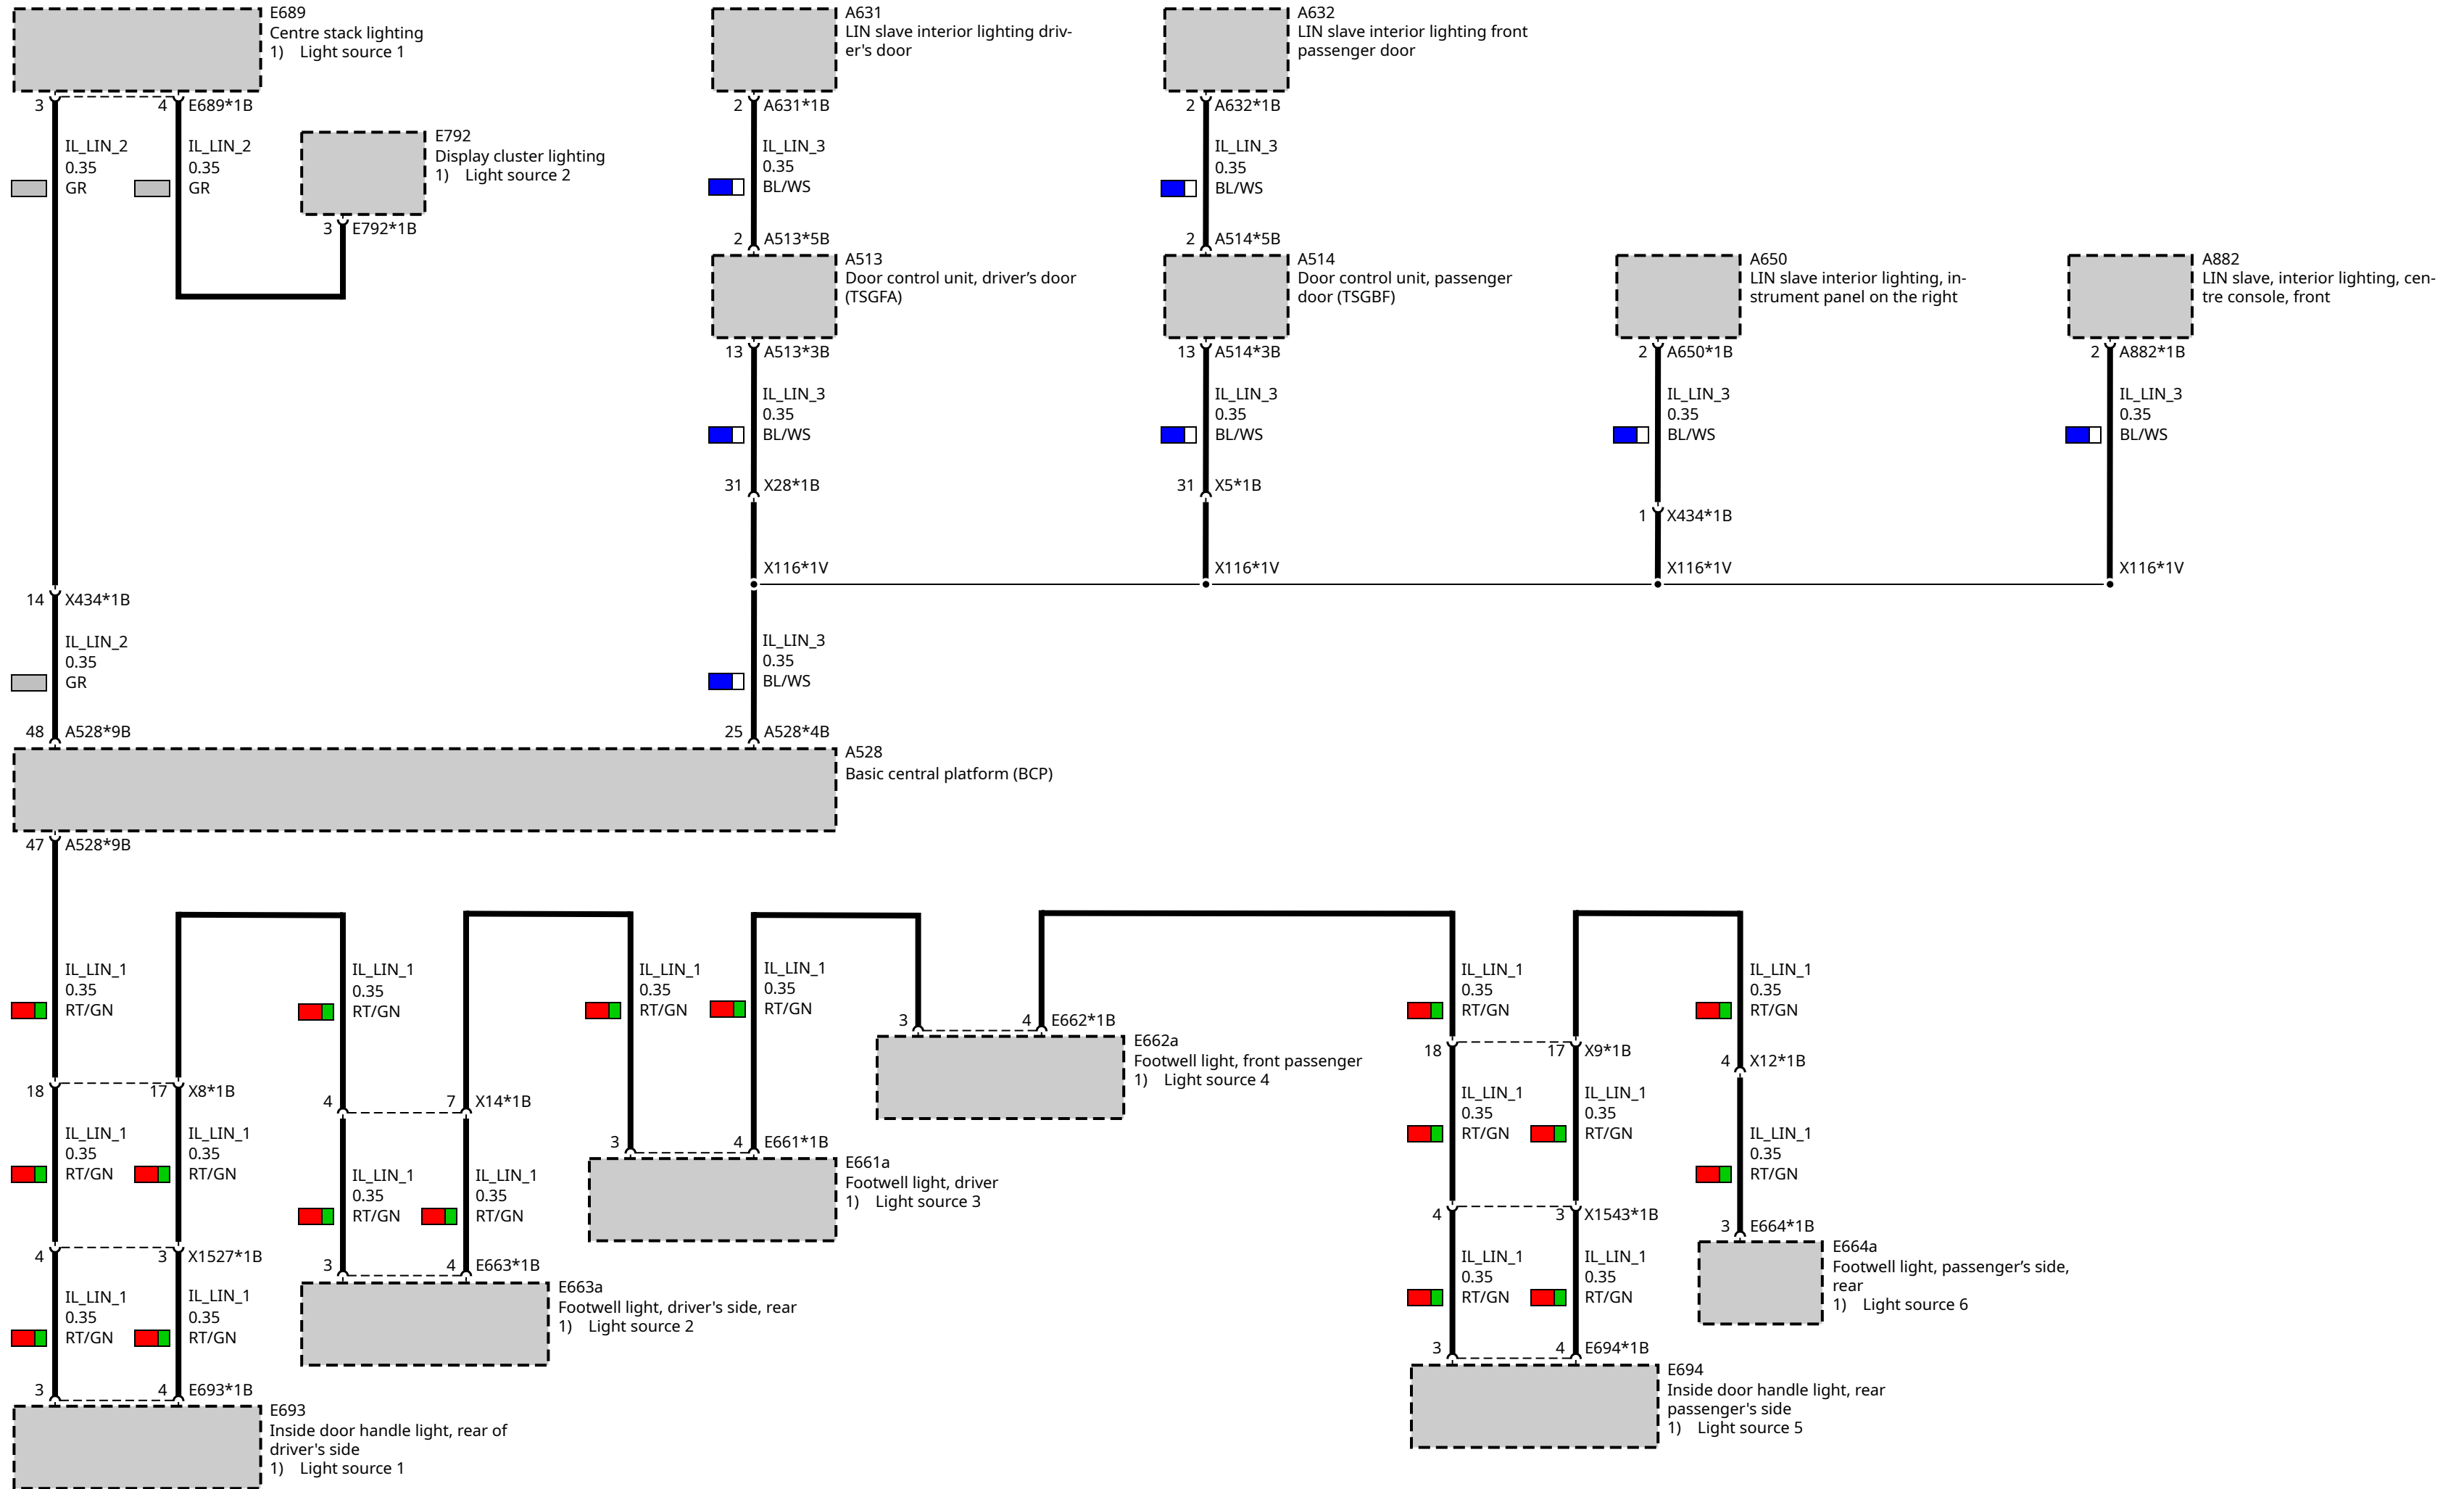 E689
Centre stack lighting
1) Light source 1
A631
LIN slave interior lighting driv-
er's door
A632
LIN slave interior lighting front
passenger door
3
4 E689*1B
2 A631*1B
2 A632*1B
E792
Display cluster lighting
1) Light source 2
IL_LIN_2
0.35
GR
IL_LIN_2
0.35
GR
IL_LIN_3
0.35
BL/WS
IL_LIN_3
0.35
BL/WS
3 E792*1B
2 A513*5B
2 A514*5B
A513
Door control unit, driver’s door
(TSGFA)
A514
Door control unit, passenger
door (TSGBF)
A650
LIN slave interior lighting, in-
strument panel on the right
A882
LIN slave, interior lighting, cen-
tre console, front
13 A513*3B
13 A514*3B
2 A650*1B
2 A882*1B
IL_LIN_3
0.35
BL/WS
IL_LIN_3
0.35
BL/WS
IL_LIN_3
0.35
BL/WS
IL_LIN_3
0.35
BL/WS
31 X28*1B
31 X5*1B
1 X434*1B
X116*1V
X116*1V
X116*1V
X116*1V
14 X434*1B
IL_LIN_2
0.35
GR
IL_LIN_3
0.35
BL/WS
48 A528*9B
25 A528*4B
A528
Basic central platform (BCP)
47 A528*9B
IL_LIN_1
0.35
RT/GN
IL_LIN_1
0.35
RT/GN
IL_LIN_1
0.35
RT/GN
IL_LIN_1
0.35
RT/GN
IL_LIN_1
0.35
RT/GN
IL_LIN_1
0.35
RT/GN
3
4 E662*1B
E662a
Footwell light, front passenger
1) Light source 4
18
17 X9*1B
4 X12*1B
18
17 X8*1B
4
7 X14*1B
IL_LIN_1
0.35
RT/GN
IL_LIN_1
0.35
RT/GN
3
4 E661*1B
E661a
Footwell light, driver
1) Light source 3
IL_LIN_1
0.35
RT/GN
IL_LIN_1
0.35
RT/GN
IL_LIN_1
0.35
RT/GN
IL_LIN_1
0.35
RT/GN
IL_LIN_1
0.35
RT/GN
4
3 X1543*1B
3 E664*1B
E664a
Footwell light, passenger’s side,
rear
1) Light source 6
4
3 X1527*1B
3
4 E663*1B
E663a
Footwell light, driver's side, rear
1) Light source 2
IL_LIN_1
0.35
RT/GN
IL_LIN_1
0.35
RT/GN
IL_LIN_1
0.35
RT/GN
IL_LIN_1
0.35
RT/GN
3
4 E694*1B
E694
Inside door handle light, rear
passenger's side
1) Light source 5
3
4 E693*1B
E693
Inside door handle light, rear of
driver's side
1) Light source 1